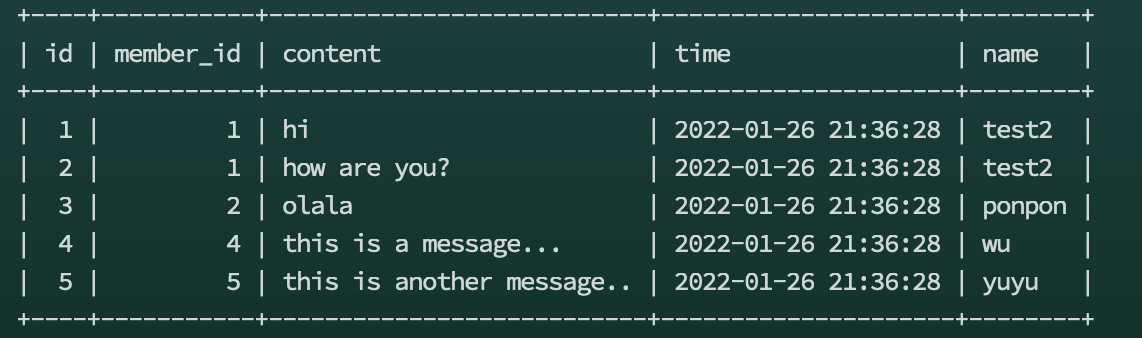 +----+-----------+---------------------------+---------------------+--------+
| id | member_id | content                   | time                | name   |
+----+-----------+---------------------------+---------------------+--------+
|  1 |         1 | hi                        | 2022-01-26 21:36:28 | test2  |
|  2 |         1 | how are you?              | 2022-01-26 21:36:28 | test2  |
|  3 |         2 | olala                     | 2022-01-26 21:36:28 | ponpon |
|  4 |         4 | this is a message...      | 2022-01-26 21:36:28 | wu     |
|  5 |         5 | this is another message.. | 2022-01-26 21:36:28 | yuyu   |
+----+-----------+---------------------------+---------------------+--------+